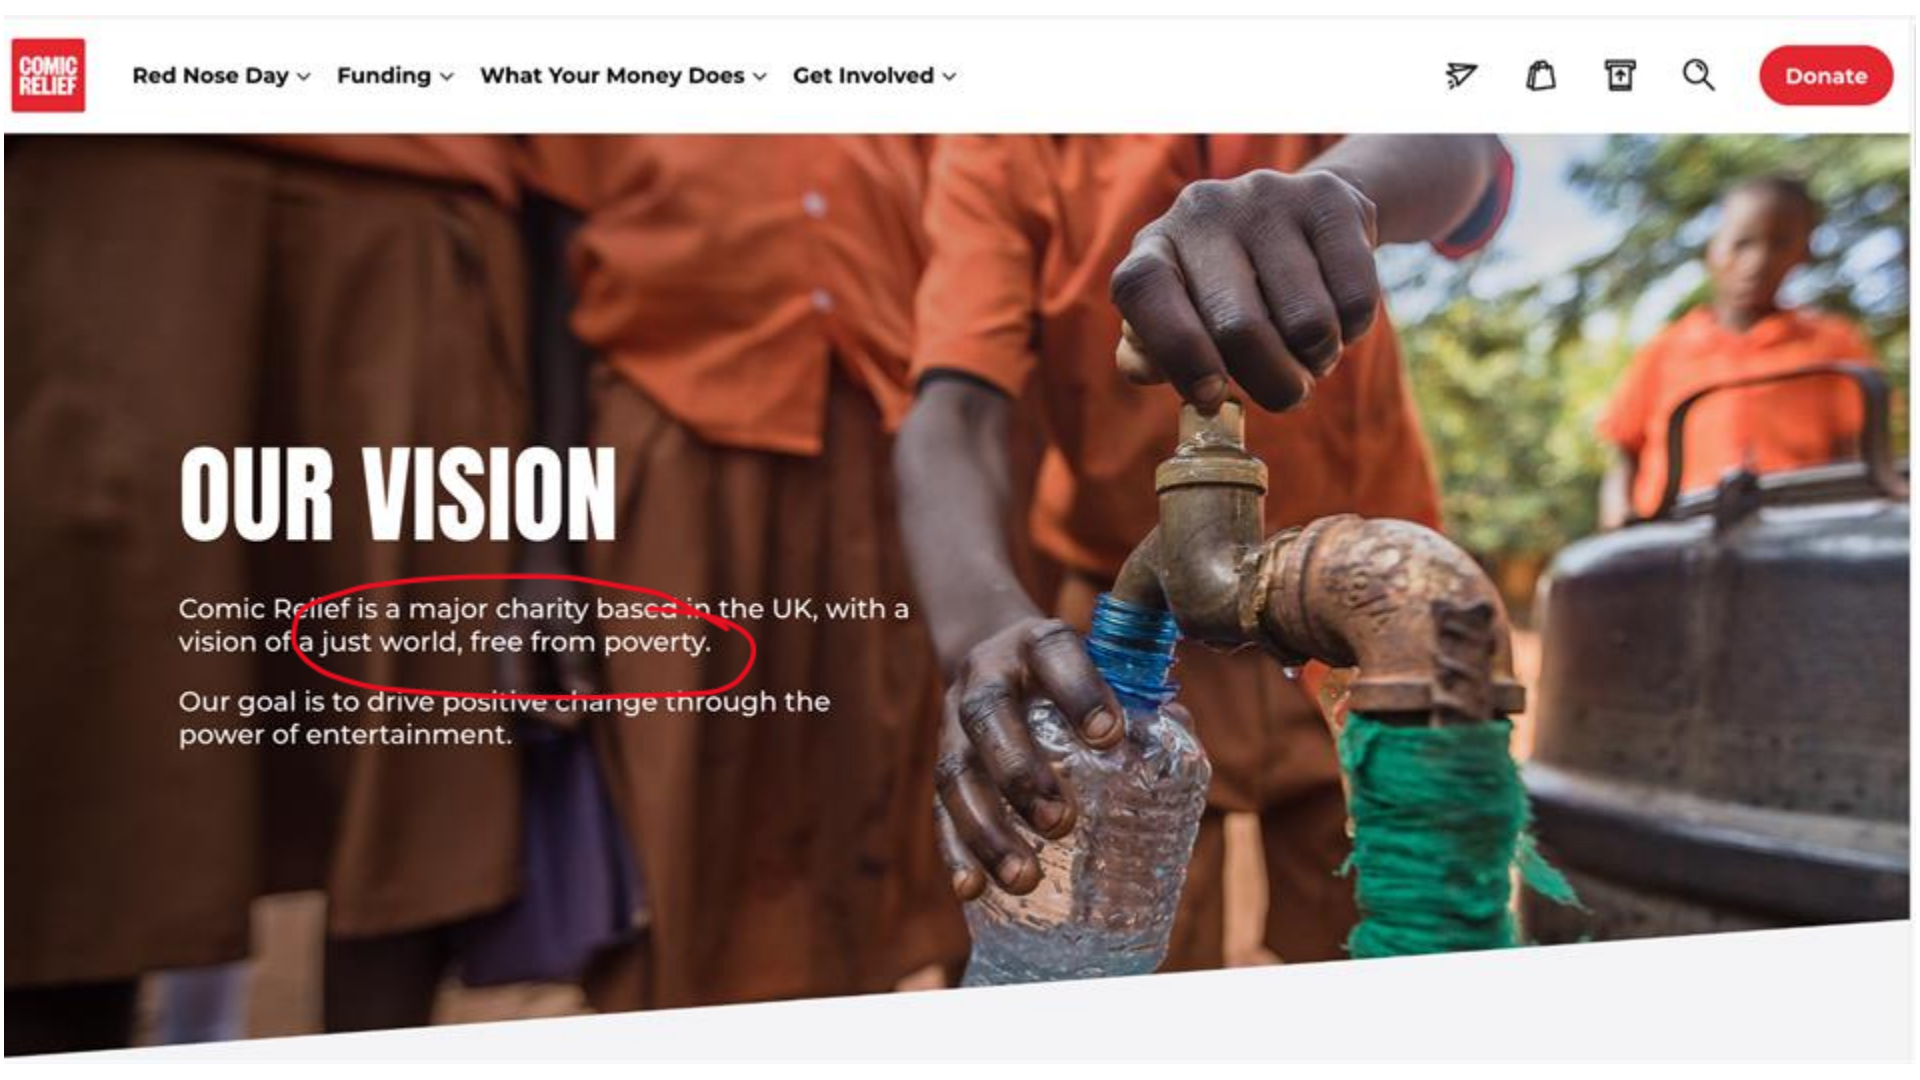 COMIC
RELIEF
Red Nose Day
Funding
What Your Money Does
Get Involved
Donate
OUR VISION
Comic Relief is a major charity based in the UK, with a
vision of a just world, free from poverty.
Our goal is to drive positive change through the
power of entertainment.